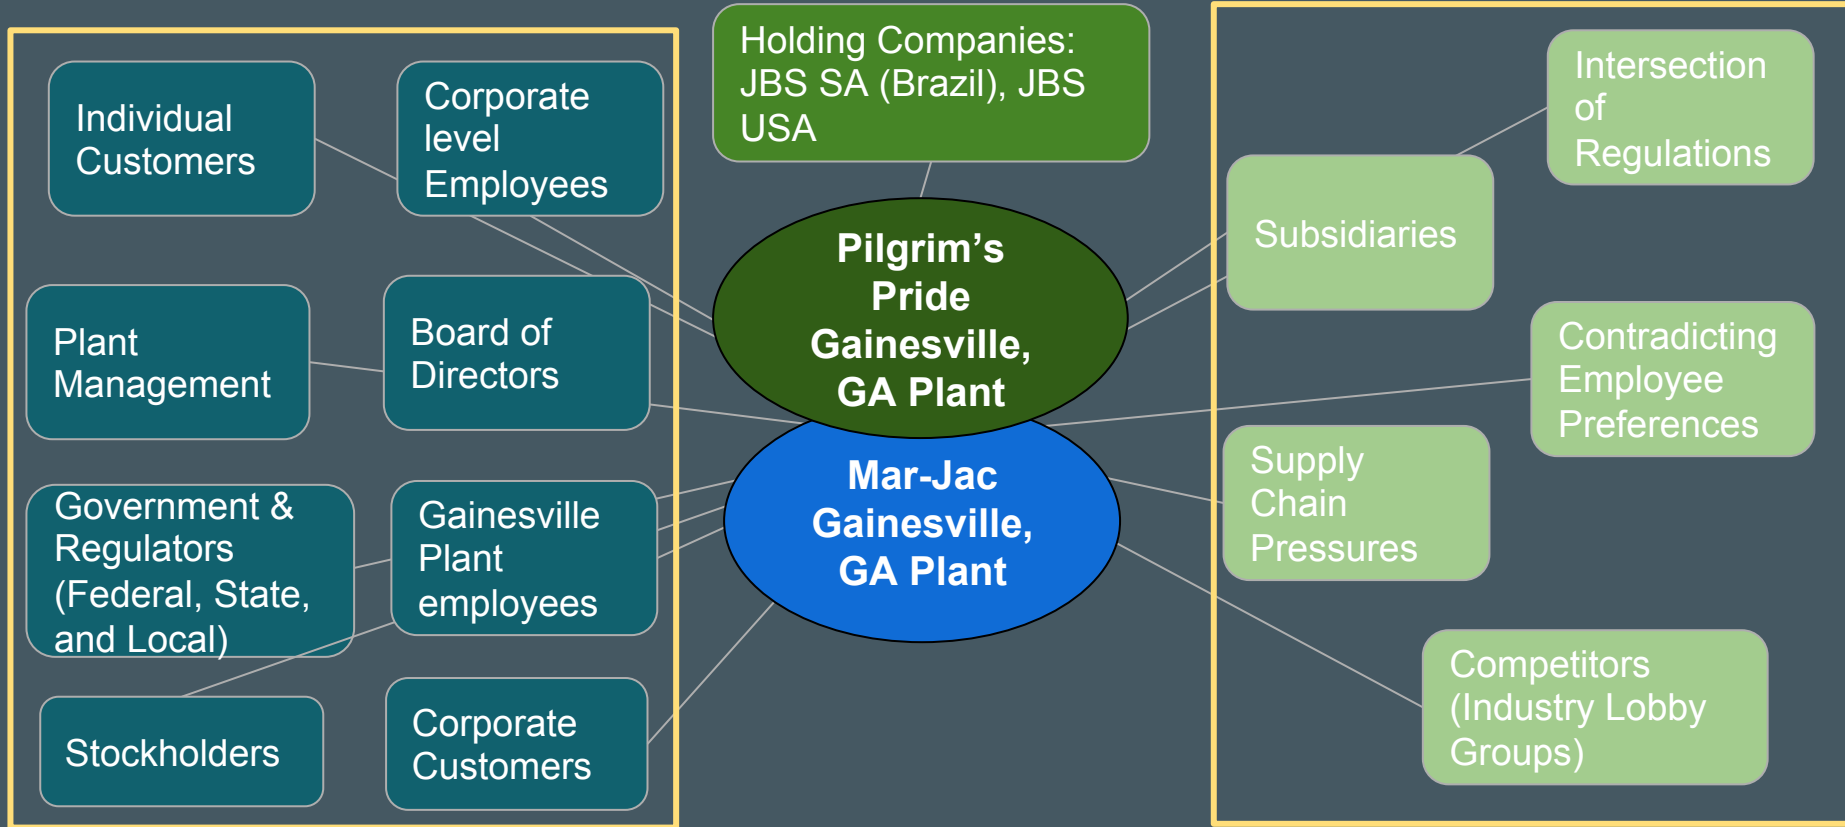 Individual
Customers
Corporate
level
Employees
Plant
Management
Board of
Directors
Government &
Regulators
(Federal, State,
and Local)
Gainesville
Plant
employees
Stockholders
Corporate
Customers
Holding Companies:
JBS SA (Brazil), JBS
USA
Pilgrim’s
Pride
Gainesville,
GA Plant
Mar-Jac
Gainesville,
GA Plant
Intersection
of
Regulations
Subsidiaries
Contradicting
Employee
Preferences
Supply
Chain
Pressures
Competitors
(Industry Lobby
Groups)